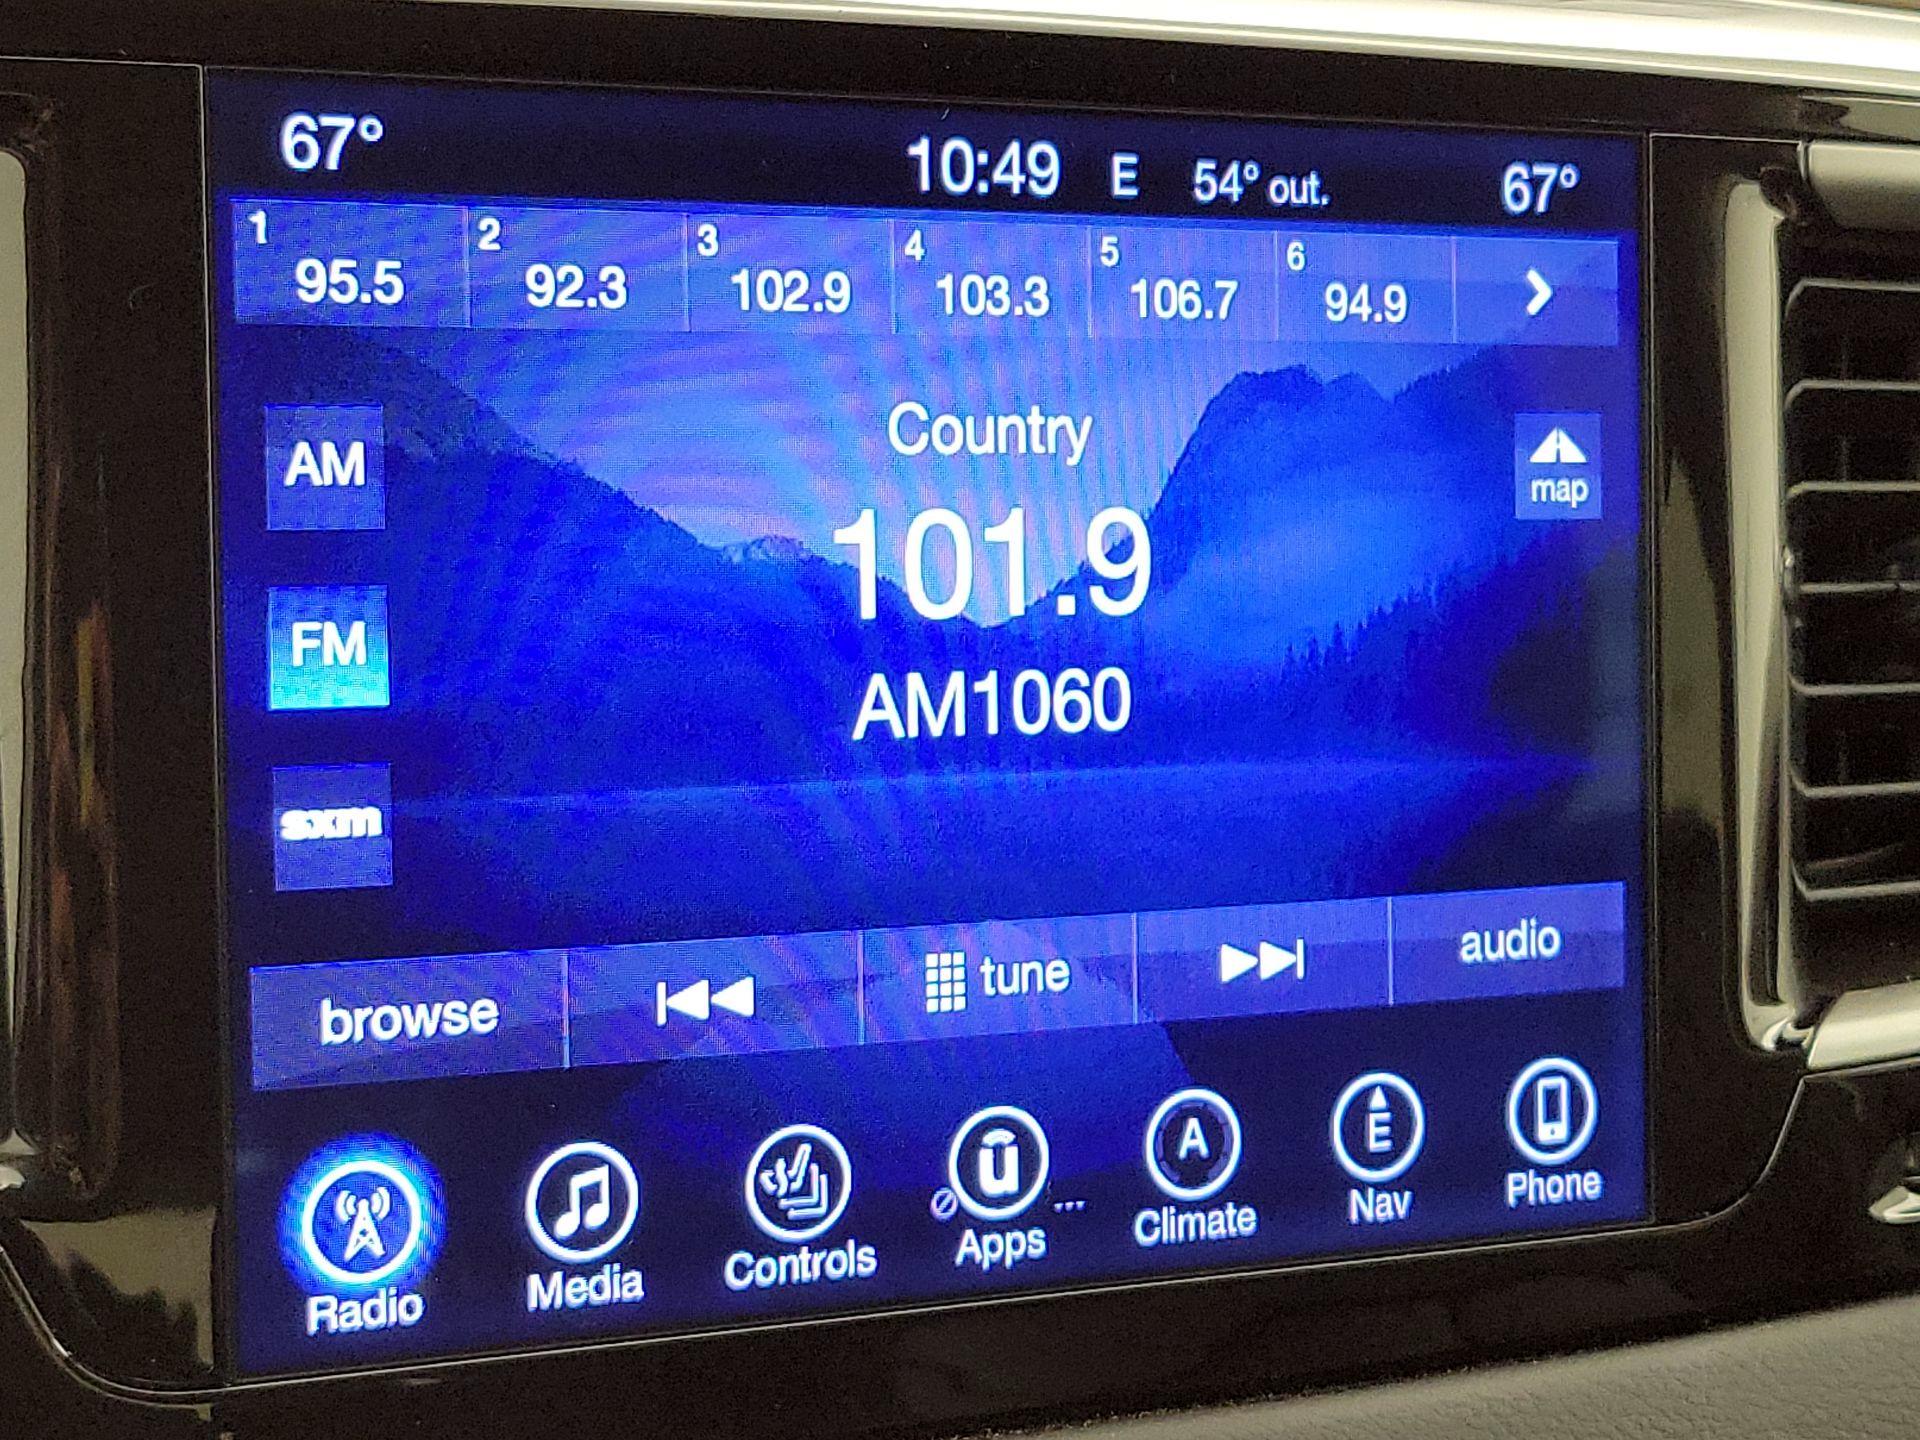 67° 10:49 E 54° out. 67°
1 2 3 4 5 6
95.5 92.3 102.9 103.3 106.7 94.9
Country
AM
map
101.9
FM
AM1060
sxm
browse tune audio
A E
u
Radio Media Controls Apps ... Climate Nav Phone